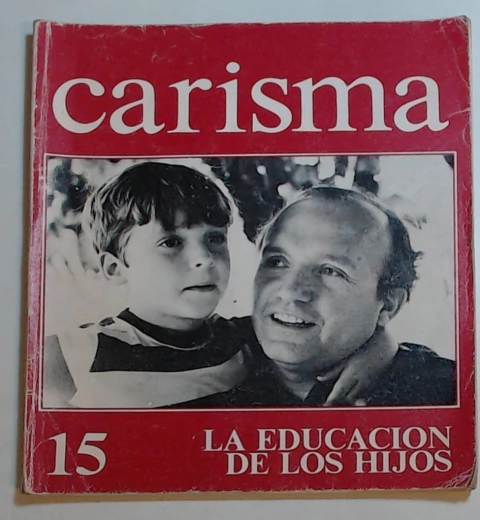 carisma
15
LA EDUCACION
DE LOS HIJOS